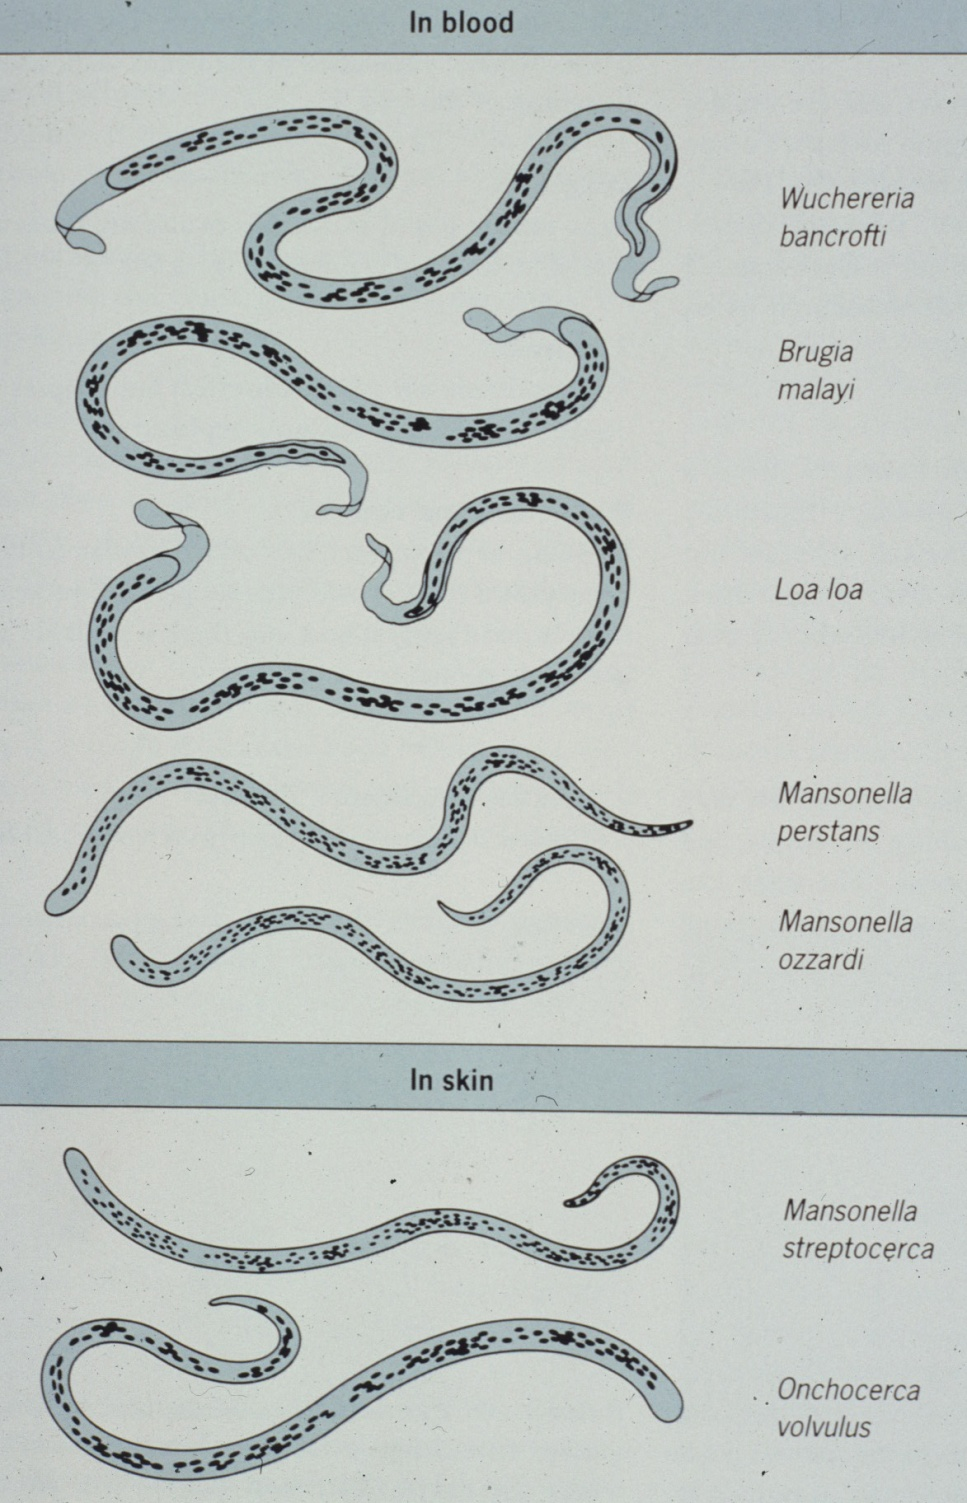 In blood
Wuchereria
bancrofti
Brugia
malayi
Loa loa
Mansonella
perstans
Mansonella
ozzardi
In skin
Mansonella
streptocerca
Onchocerca
volvulus